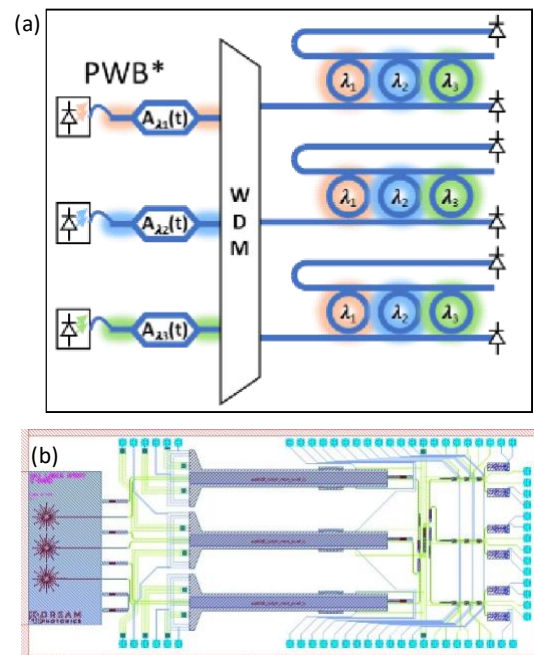 (a)
PWB*
A_λ1(t)
A_λ2(t)
A_λ3(t)
W
D
M
λ₁ λ₂ λ₃
λ₁ λ₂ λ₃
λ₁ λ₂ λ₃
(b)
DREAM
PHOTONICS